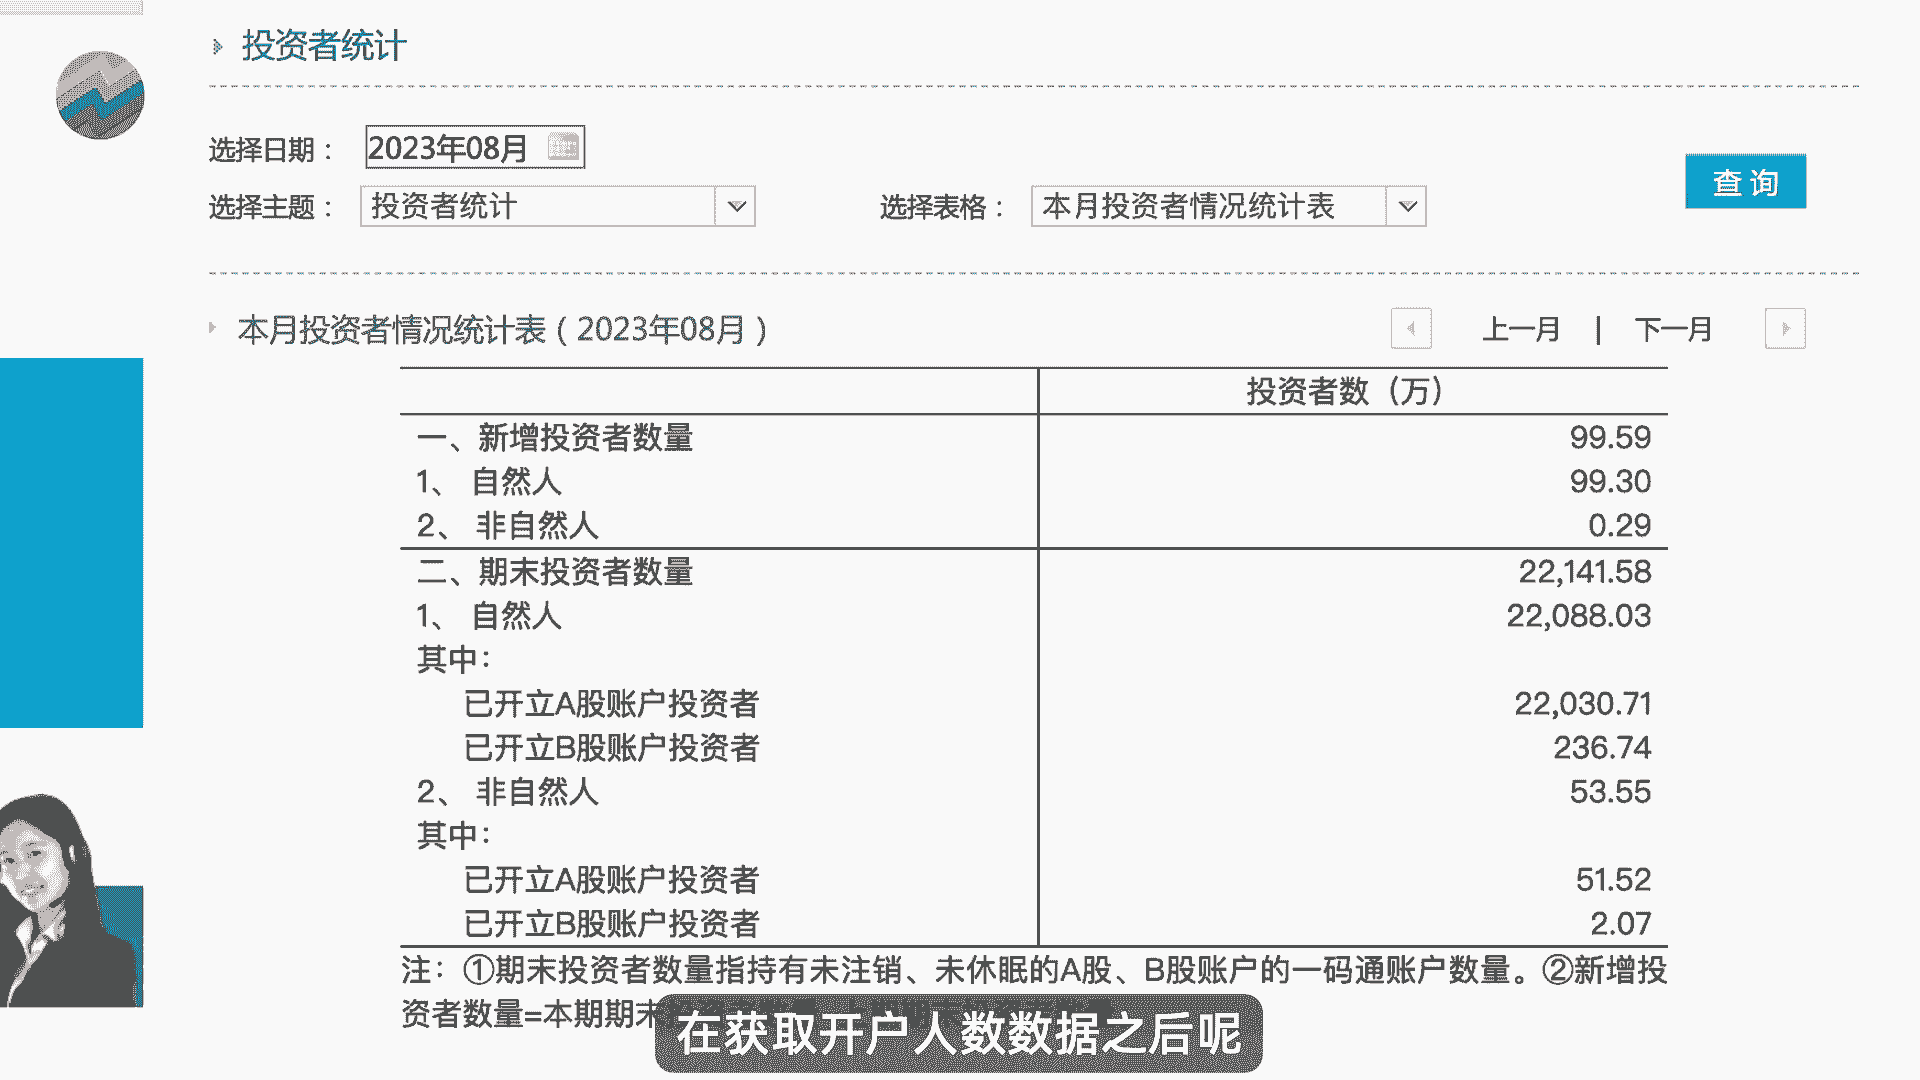 投资者统计
选择日期： 2023年08月
选择主题： 投资者统计 选择表格： 本月投资者情况统计表 查询
本月投资者情况统计表（2023年08月） 上一月 | 下一月
投资者数（万）
一、新增投资者数量 99.59
1、 自然人 99.30
2、 非自然人 0.29
二、期末投资者数量 22,141.58
1、 自然人 22,088.03
其中：
已开立A股账户投资者 22,030.71
已开立B股账户投资者 236.74
2、 非自然人 53.55
其中：
已开立A股账户投资者 51.52
已开立B股账户投资者 2.07
注：①期末投资者数量指持有未注销、未休眠的A股、B股账户的一码通账户数量。②新增投
资者数量=本期期末
在获取开户人数数据之后呢